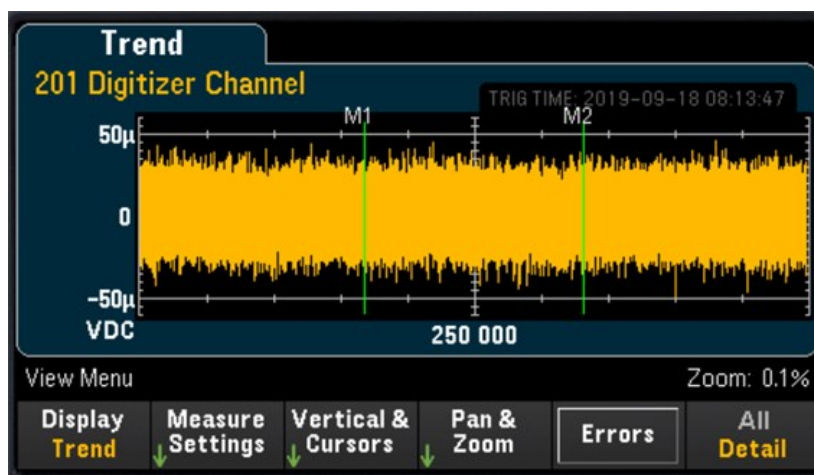 Trend
201 Digitizer Channel
TRIG TIME: 2019-09-18 08:13:47
M1 M2
50µ
0
-50µ
VDC 250 000
View Menu Zoom: 0.1%
Display Measure Vertical & Pan & Errors All
Trend Settings Cursors Zoom Detail